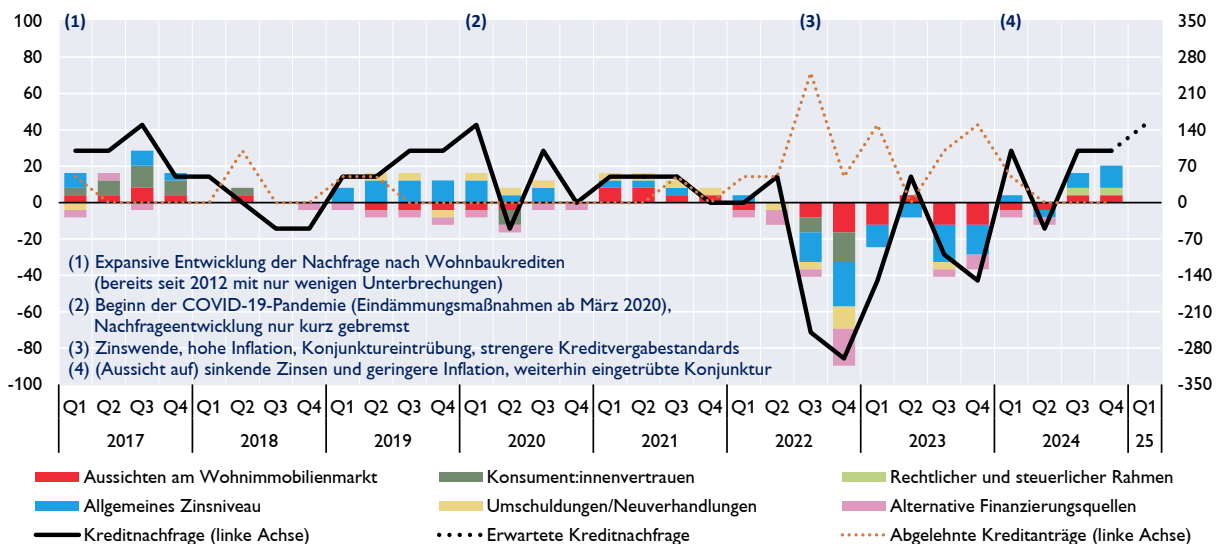 (1) (2) (3) (4)
100 350
80 280
60 210
40 140
20 70
0 0
-20 -70
-40 -140
-60 -210
-80 -280
-100 -350
(1) Expansive Entwicklung der Nachfrage nach Wohnbaukrediten
(bereits seit 2012 mit nur wenigen Unterbrechungen)
(2) Beginn der COVID-19-Pandemie (Eindämmungsmaßnahmen ab März 2020),
Nachfrageentwicklung nur kurz gebremst
(3) Zinswende, hohe Inflation, Konjunktureintrübung, strengere Kreditvergabestandards
(4) (Aussicht auf) sinkende Zinsen und geringere Inflation, weiterhin eingetrübte Konjunktur
Q1 Q2 Q3 Q4 Q1 Q2 Q3 Q4 Q1 Q2 Q3 Q4 Q1 Q2 Q3 Q4 Q1 Q2 Q3 Q4 Q1 Q2 Q3 Q4 Q1 Q2 Q3 Q4 Q1 Q2 Q3 Q4 Q1
2017 2018 2019 2020 2021 2022 2023 2024 25
Aussichten am Wohnimmobilienmarkt Konsument:innenvertrauen Rechtlicher und steuerlicher Rahmen
Allgemeines Zinsniveau Umschuldungen/Neuverhandlungen Alternative Finanzierungsquellen
Kreditnachfrage (linke Achse) Erwartete Kreditnachfrage Abgelehnte Kreditanträge (linke Achse)